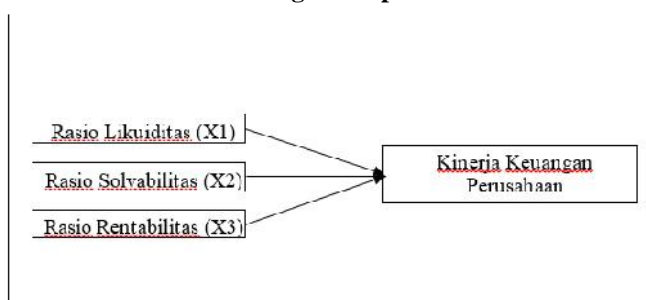 Rasio Likuiditas (X1)
Rasio Solvabilitas (X2)
Rasio Rentabilitas (X3)
Kinerja Keuangan
Perusahaan